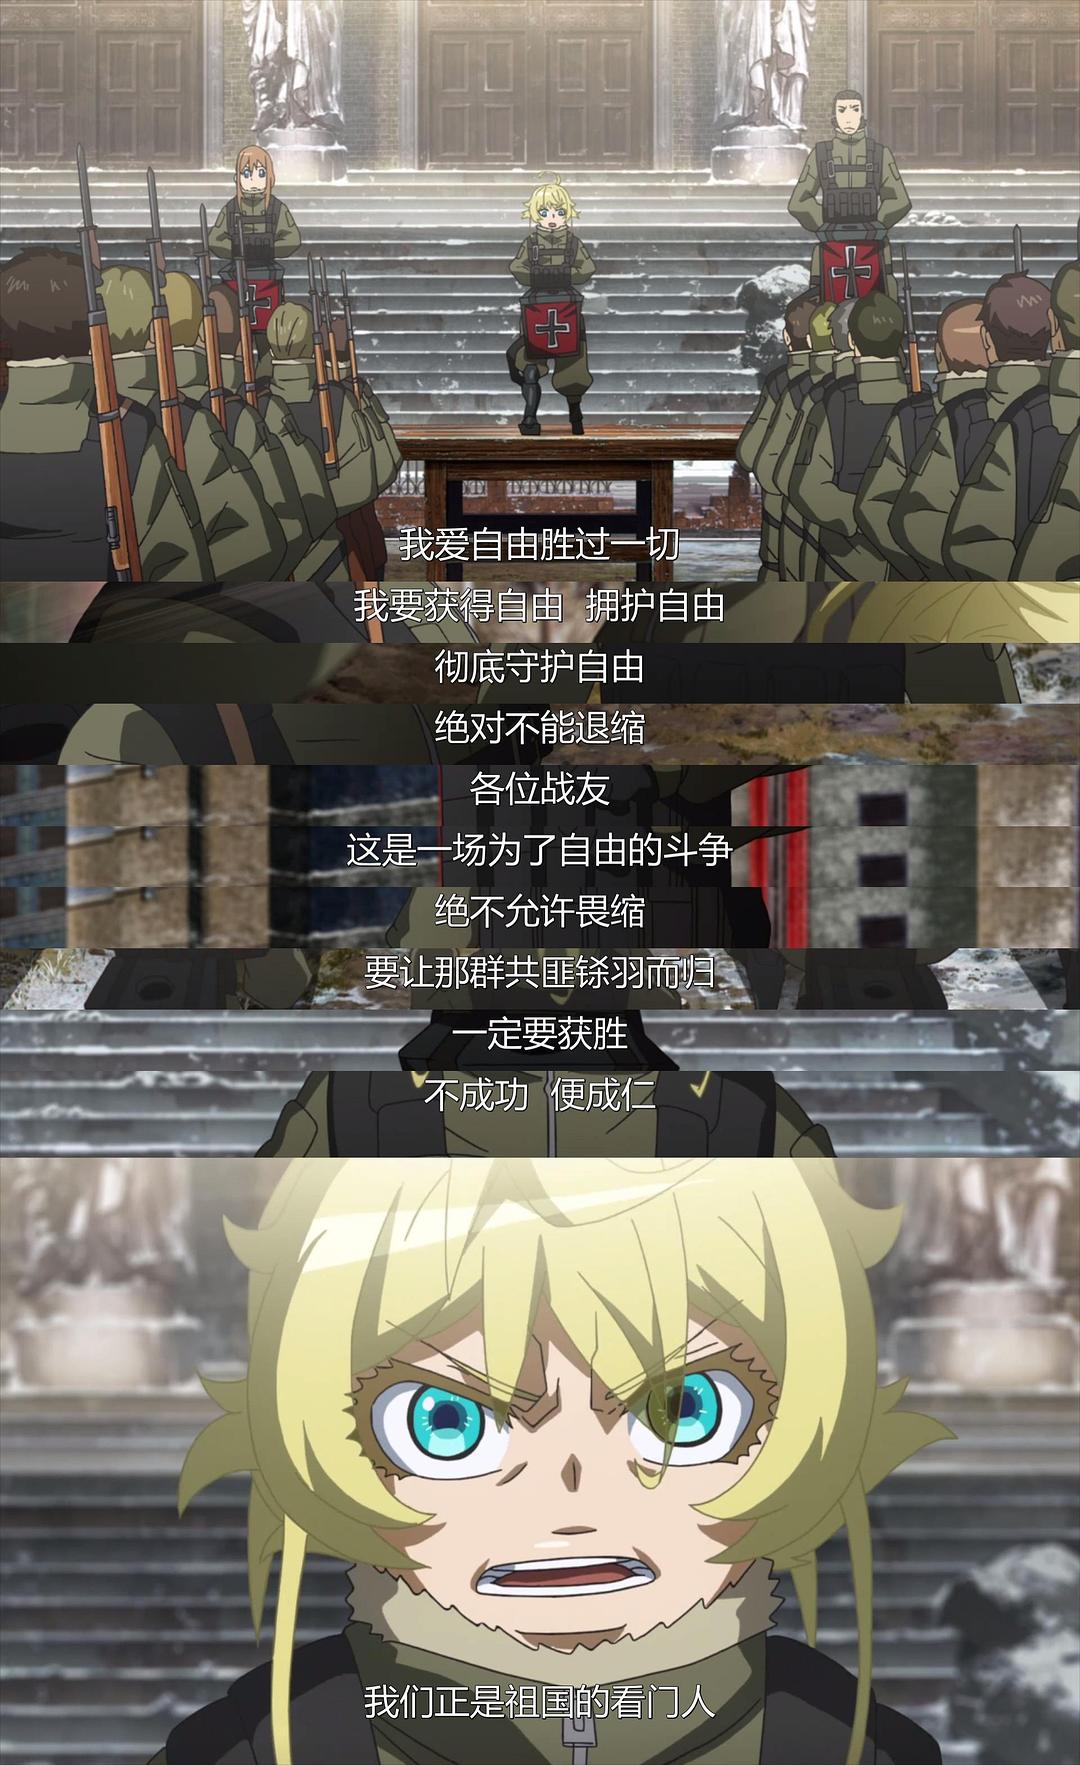 我爱自由胜过一切
我要获得自由 拥护自由
彻底守护自由
绝对不能退缩
各位战友
这是一场为了自由的斗争
绝不允许畏缩
要让那群共匪铩羽而归
一定要获胜
不成功 便成仁
我们正是祖国的看门人